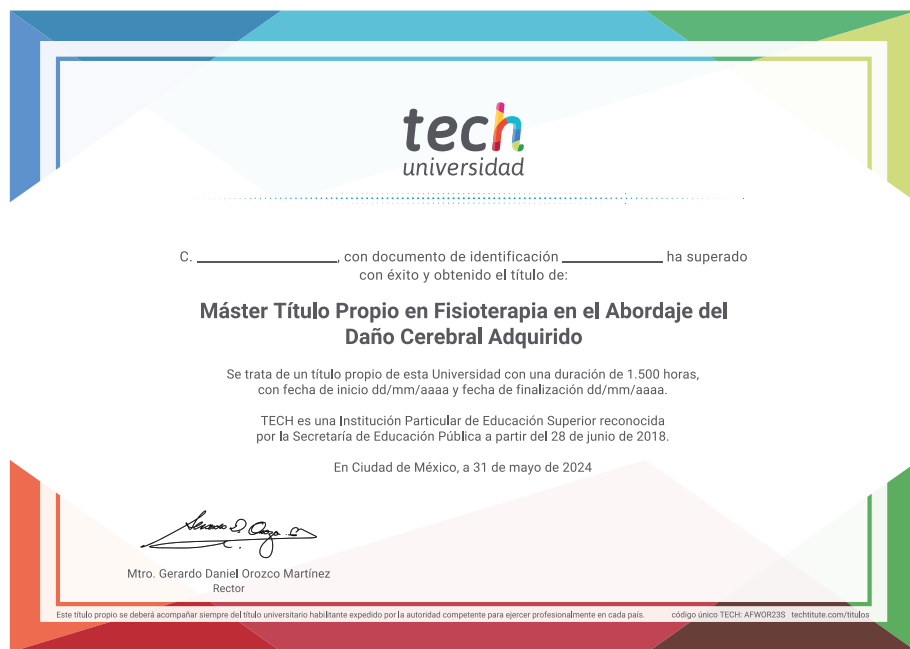 tech
universidad
C. __________________, con documento de identificación _____________ ha superado
con éxito y obtenido el título de:
Máster Título Propio en Fisioterapia en el Abordaje del
Daño Cerebral Adquirido
Se trata de un título propio de esta Universidad con una duración de 1.500 horas,
con fecha de inicio dd/mm/aaaa y fecha de finalización dd/mm/aaaa.
TECH es una Institución Particular de Educación Superior reconocida
por la Secretaría de Educación Pública a partir del 28 de junio de 2018.
En Ciudad de México, a 31 de mayo de 2024
Mtro. Gerardo Daniel Orozco Martínez
Rector
Este título propio se deberá acompañar siempre del título universitario habilitante expedido por la autoridad competente para ejercer profesionalmente en cada país. código único TECH: AFWOR23S techtitute.com/titulos